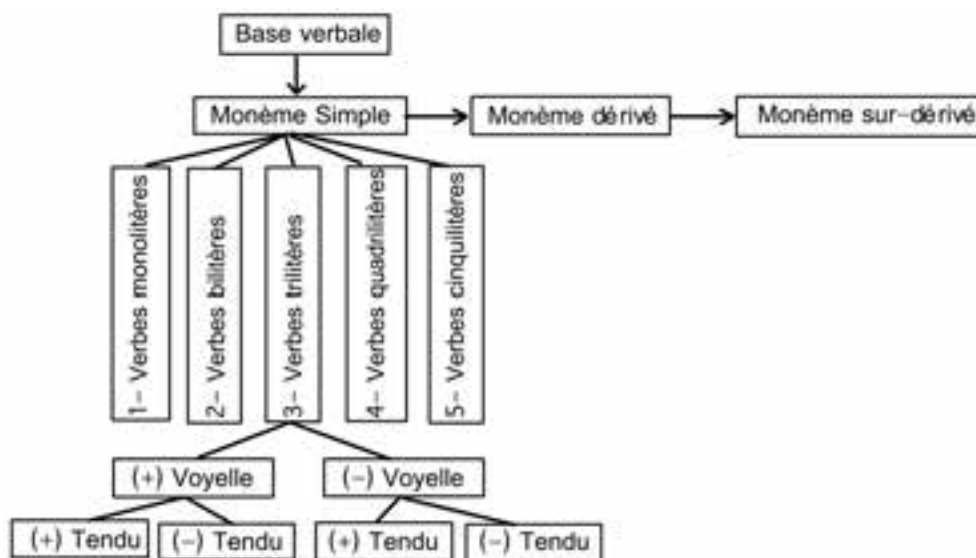 Base verbale
Monème Simple
Monème dérivé
Monème sur-dérivé
1- Verbes monolitères
2- Verbes bilitères
3- Verbes trilitères
4- Verbes quadrilitères
5- Verbes cinquilitères
(+) Voyelle
(-) Voyelle
(+) Tendu
(-) Tendu
(+) Tendu
(-) Tendu